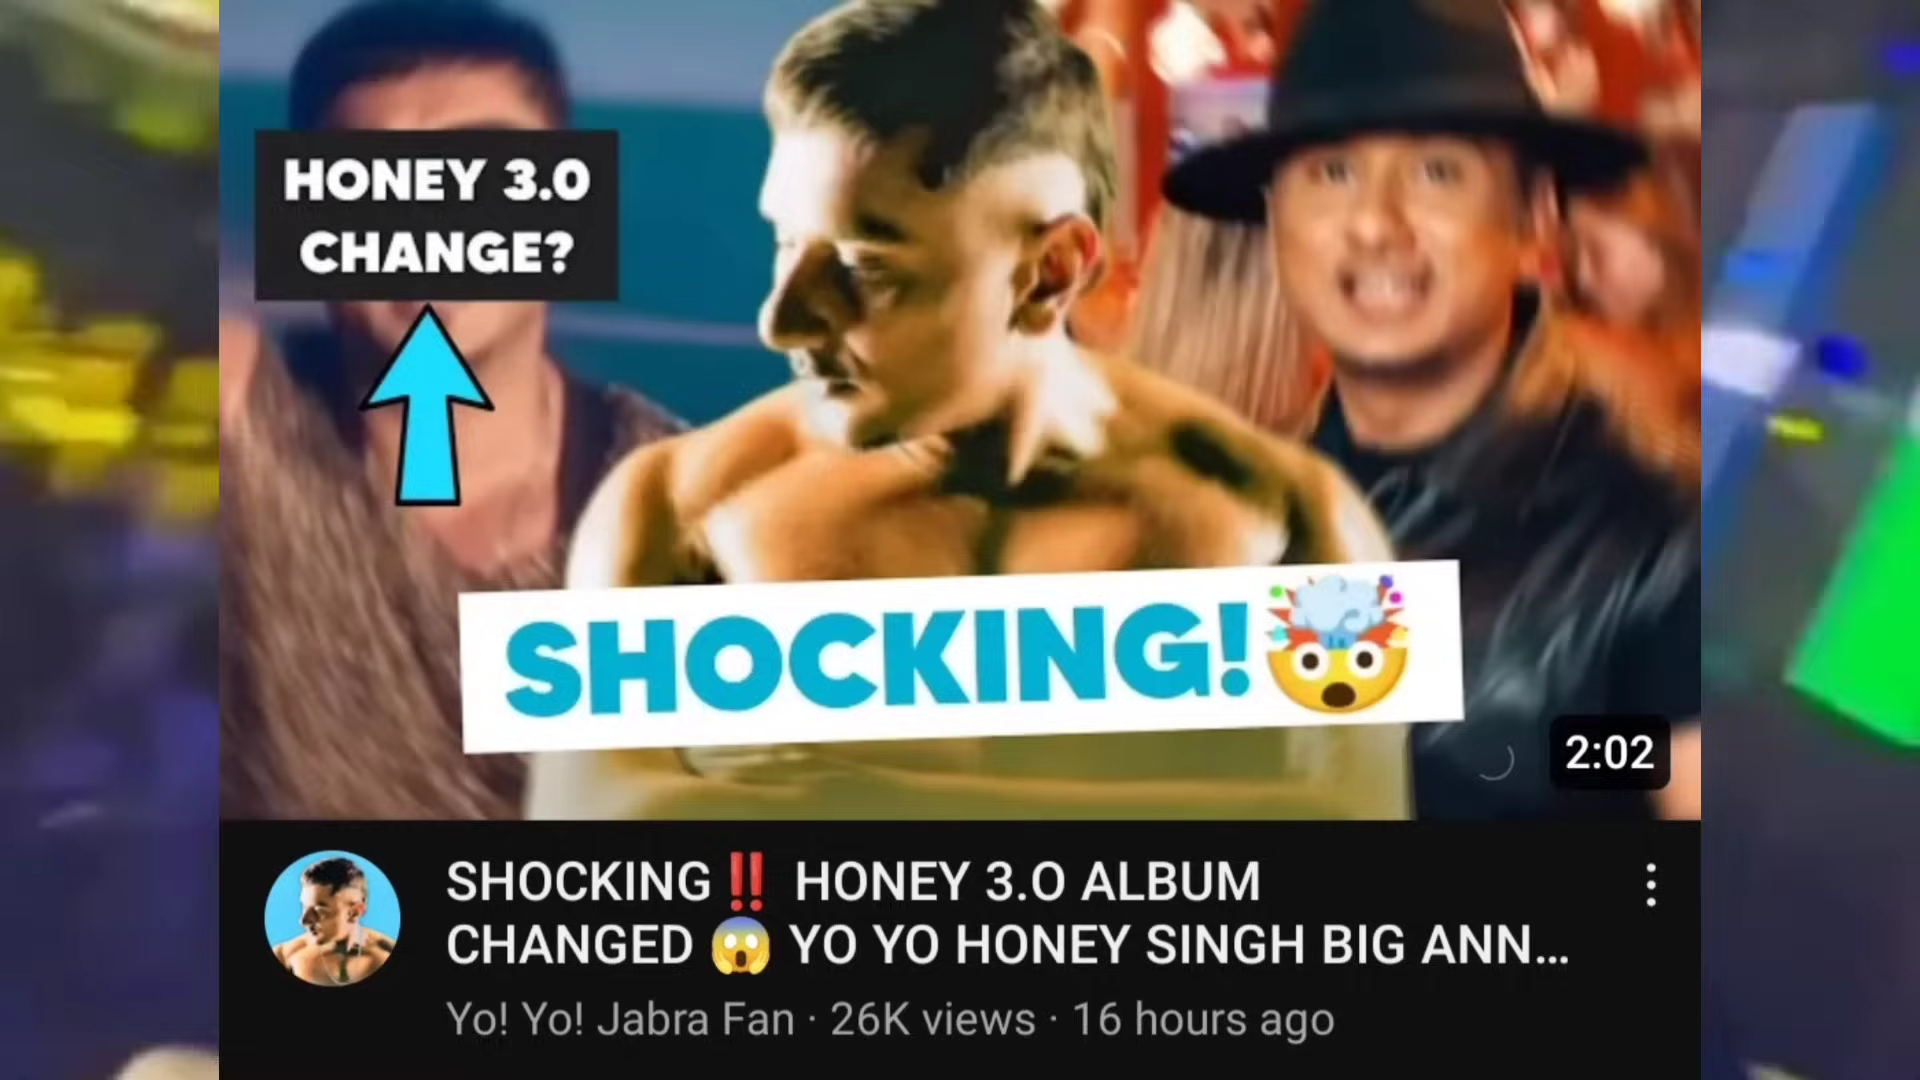 HONEY 3.0
CHANGE?
SHOCKING!🤯
2:02
SHOCKING‼️ HONEY 3.O ALBUM
CHANGED 😱 YO YO HONEY SINGH BIG ANN...
Yo! Yo! Jabra Fan · 26K views · 16 hours ago